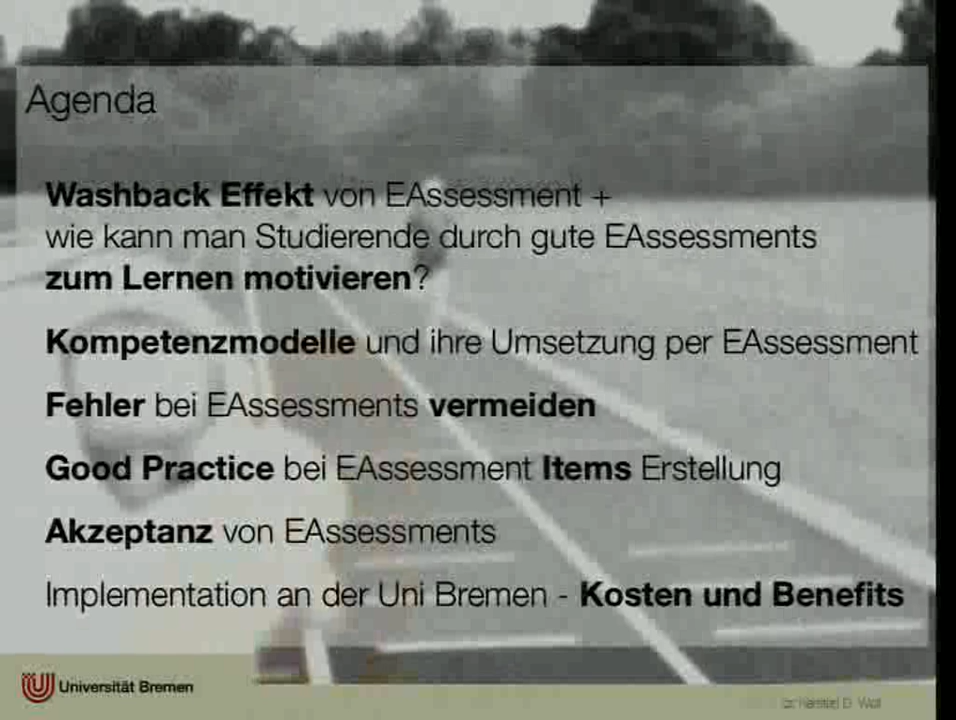 Agenda
Washback Effekt von EAssessment +
wie kann man Studierende durch gute EAssessments
zum Lernen motivieren?
Kompetenzmodelle und ihre Umsetzung per EAssessment
Fehler bei EAssessments vermeiden
Good Practice bei EAssessment Items Erstellung
Akzeptanz von EAssessments
Implementation an der Uni Bremen - Kosten und Benefits
Universität Bremen